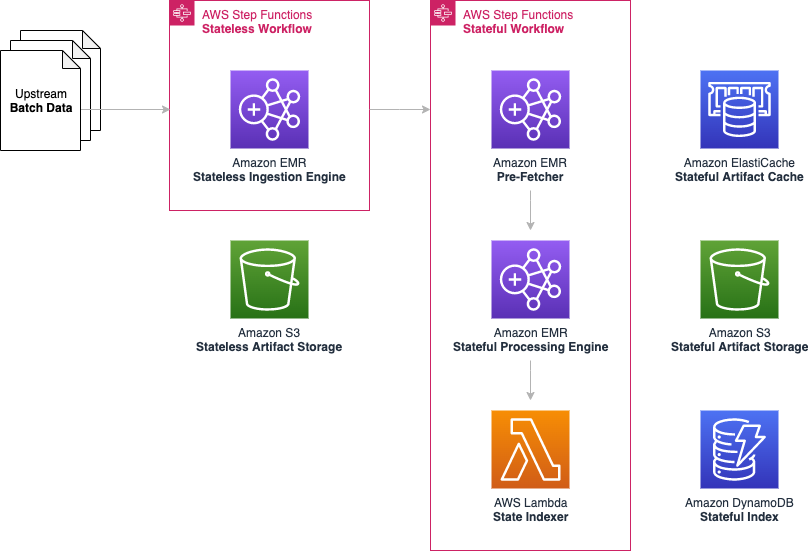 AWS Step Functions
Stateless Workflow
AWS Step Functions
Stateful Workflow
Upstream
Batch Data
Amazon EMR
Stateless Ingestion Engine
Amazon EMR
Pre-Fetcher
Amazon ElastiCache
Stateful Artifact Cache
Amazon S3
Stateless Artifact Storage
Amazon EMR
Stateful Processing Engine
Amazon S3
Stateful Artifact Storage
AWS Lambda
State Indexer
Amazon DynamoDB
Stateful Index